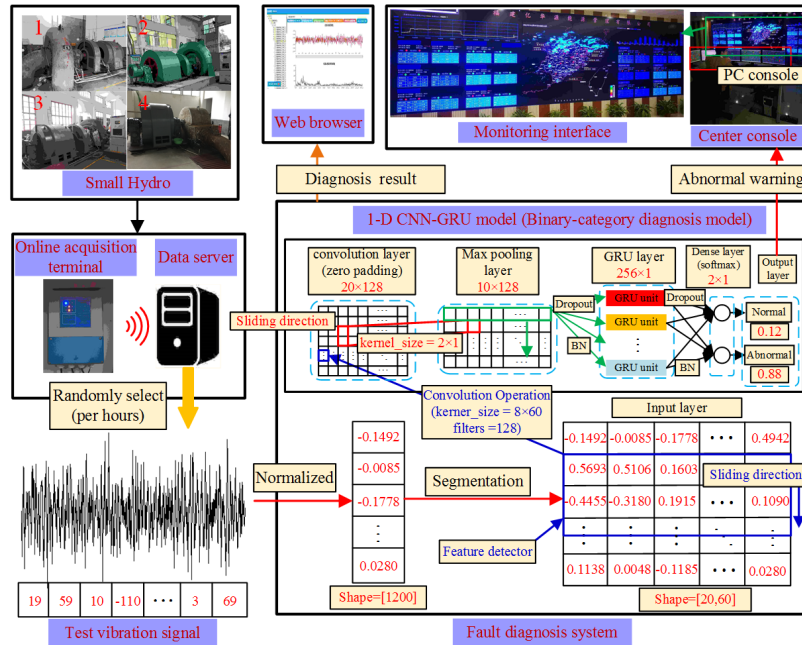 1
2
3
4
Small Hydro
Web browser
Monitoring interface
PC console
Center console
Diagnosis result
Abnormal warning
Online acquisition
terminal
Data server
Randomly select
(per hours)
19 59 10 -110 ··· 3 69
Test vibration signal
1-D CNN-GRU model (Binary-category diagnosis model)
convolution layer
(zero padding)
20×128
Max pooling
layer
10×128
GRU layer
256×1
Dense layer
(softmax)
2×1
Output
layer
Sliding direction
kernel_size = 2×1
Dropout
BN
GRU unit
GRU unit
GRU unit
Dropout
BN
Normal
0.12
Abnormal
0.88
Convolution Operation
(kerner_size = 8×60
filters =128)
Normalized
-0.1492
-0.0085
-0.1778
0.0280
Shape=[1200]
Segmentation
Feature detector
Input layer
-0.1492 -0.0085 -0.1778 ··· 0.4942
0.5693 0.5106 0.1603
Sliding direction
-0.4455 -0.3180 0.1915 ··· 0.1090
0.1138 0.0048 -0.1185 ··· 0.0280
Shape=[20,60]
Fault diagnosis system